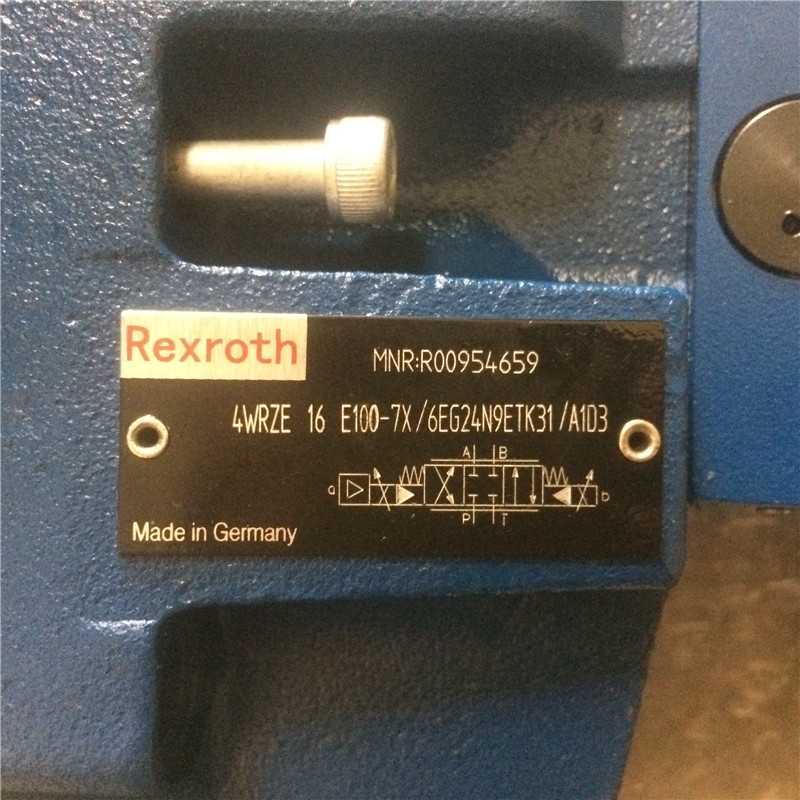 Rexroth
MNR:R00954659
4WRZE 16 E100-7X/6EG24N9ETK31/A1D3
A B
a b
P T
Made in Germany